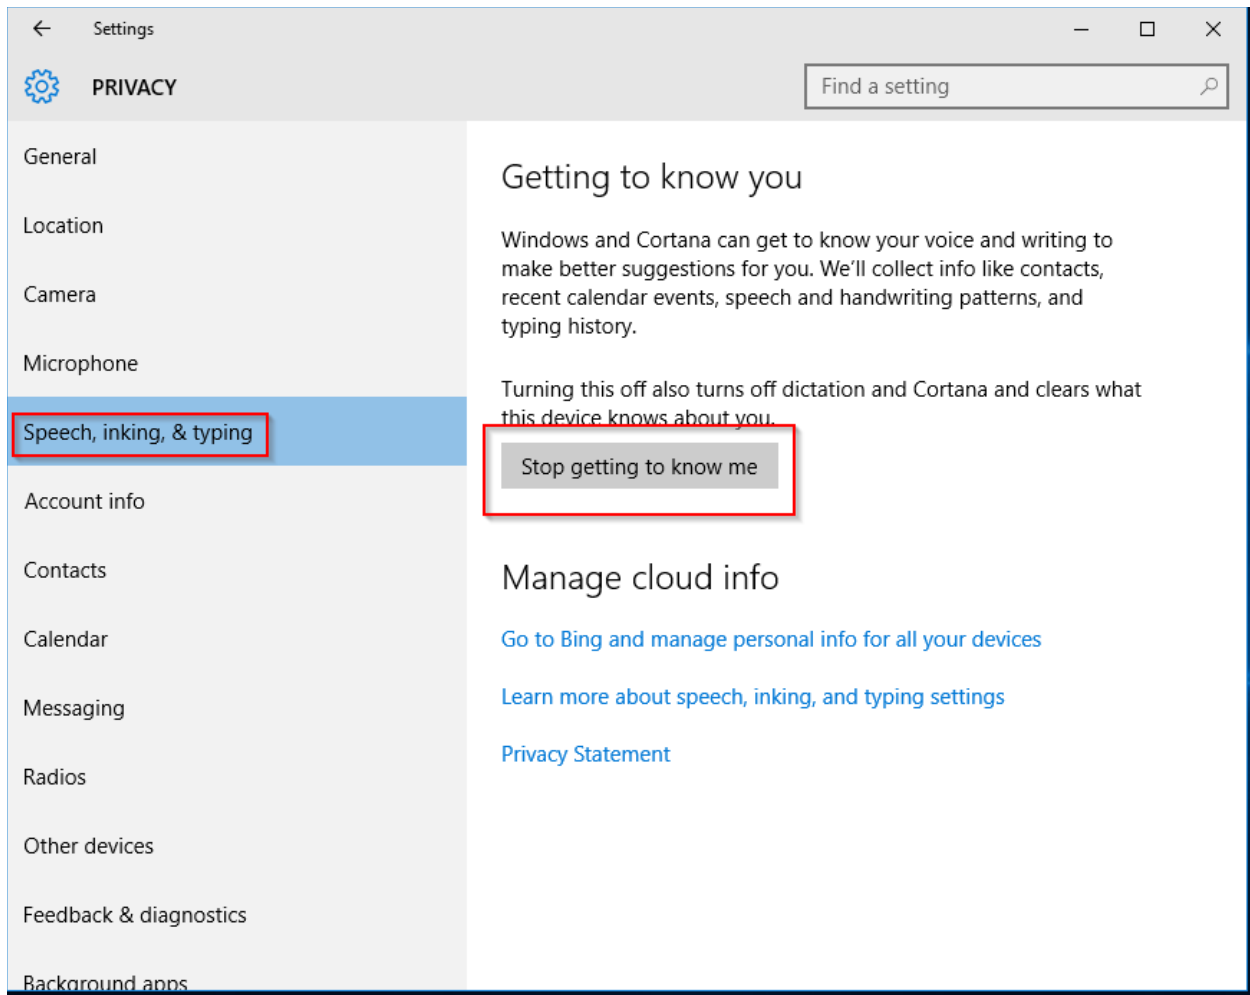 Settings
PRIVACY
Find a setting
General
Location
Camera
Microphone
Speech, inking, & typing
Account info
Contacts
Calendar
Messaging
Radios
Other devices
Feedback & diagnostics
Background apps
Getting to know you
Windows and Cortana can get to know your voice and writing to
make better suggestions for you. We'll collect info like contacts,
recent calendar events, speech and handwriting patterns, and
typing history.
Turning this off also turns off dictation and Cortana and clears what
this device knows about you.
Stop getting to know me
Manage cloud info
Go to Bing and manage personal info for all your devices
Learn more about speech, inking, and typing settings
Privacy Statement